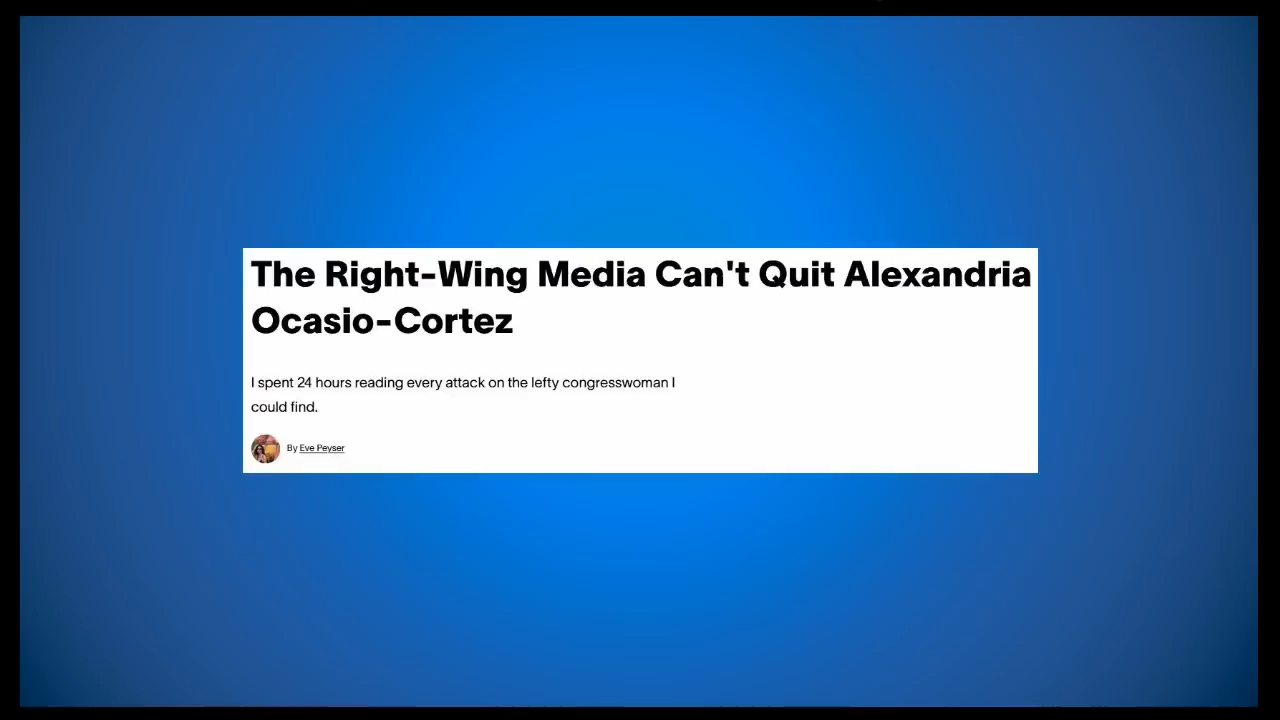 The Right-Wing Media Can't Quit Alexandria
Ocasio-Cortez
I spent 24 hours reading every attack on the lefty congresswoman I
could find.
By Eve Peyser